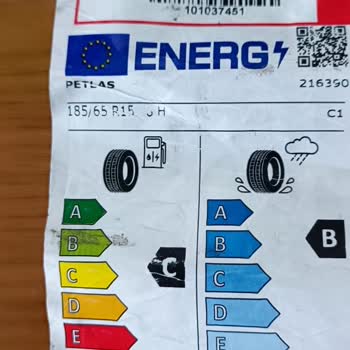 101037451
ENERG
PETLAS 216390
185/65 R15 H C1
A A
B B B
C C C
D D
E E